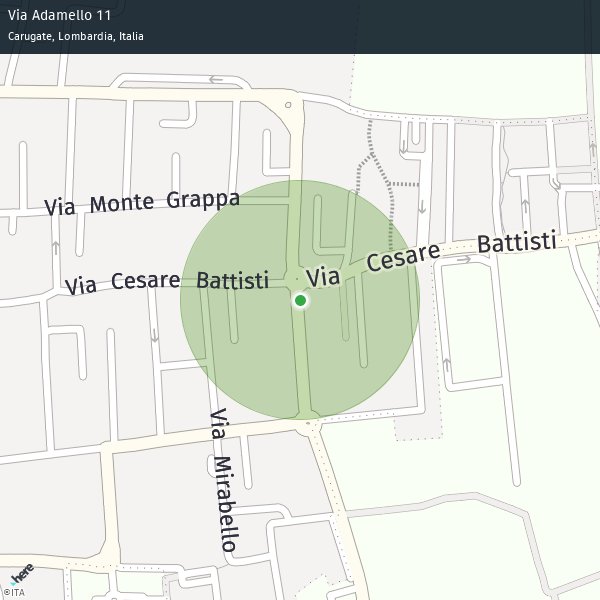 Via Adamello 11
Carugate, Lombardia, Italia
Via Monte Grappa
Via Cesare Battisti
Via Cesare Battisti
Via Mirabello
here
©ITA